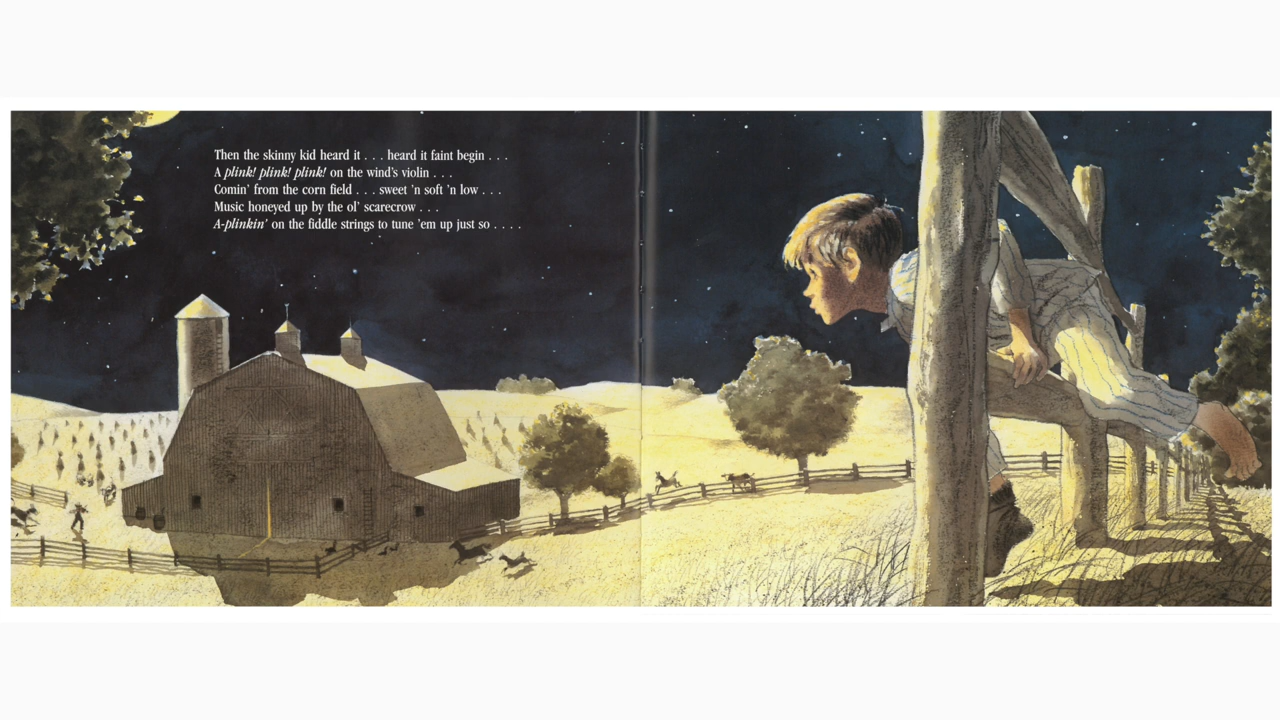 Then the skinny kid heard it . . . heard it faint begin . . .
A plink! plink! plink! on the wind's violin . . .
Comin' from the corn field . . . sweet 'n soft 'n low . . .
Music honeyed up by the ol' scarecrow . . .
A-plinkin' on the fiddle strings to tune 'em up just so . . . .